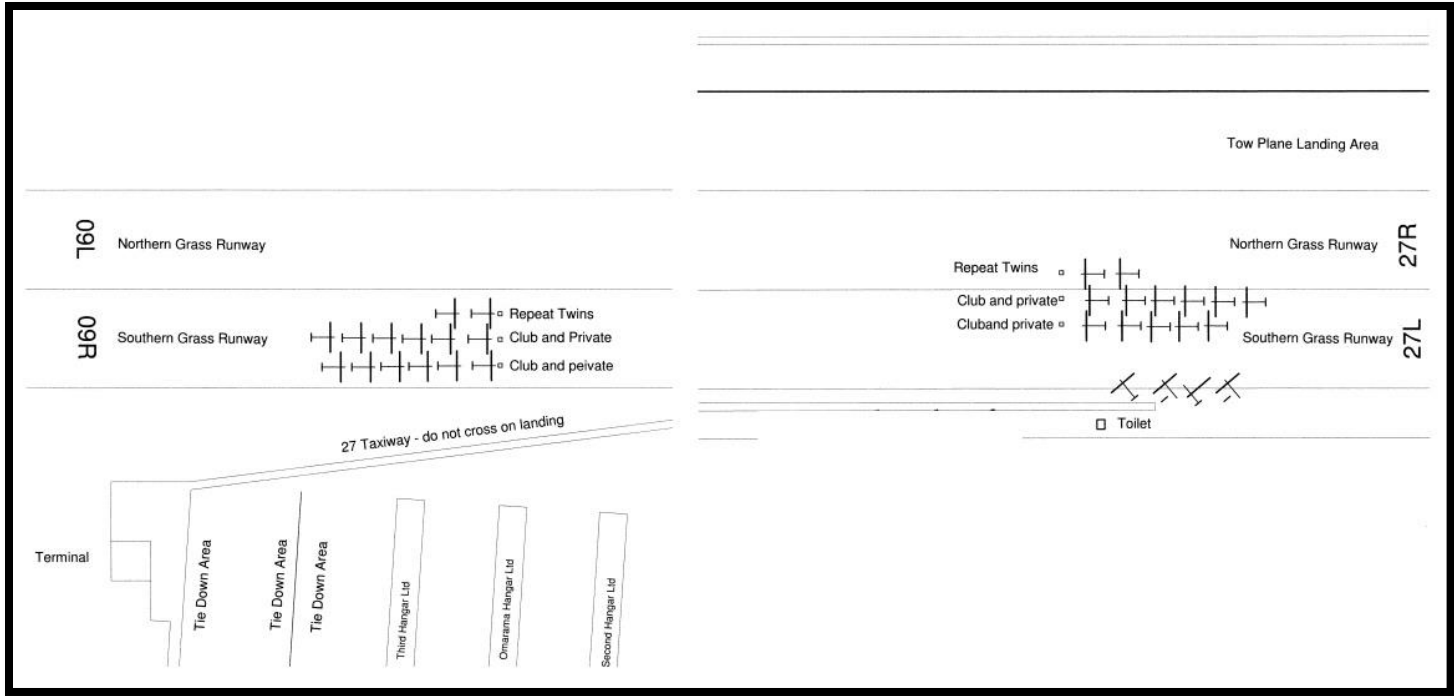 Tow Plane Landing Area
09L
Northern Grass Runway
Northern Grass Runway
27R
Repeat Twins
Club and private
Cluband private
09R
Southern Grass Runway
Repeat Twins
Club and Private
Club and peivate
Southern Grass Runway
27L
27 Taxiway - do not cross on landing
Toilet
Terminal
Tie Down Area
Tie Down Area
Tie Down Area
Third Hangar Ltd
Omarama Hangar Ltd
Second Hangar Ltd